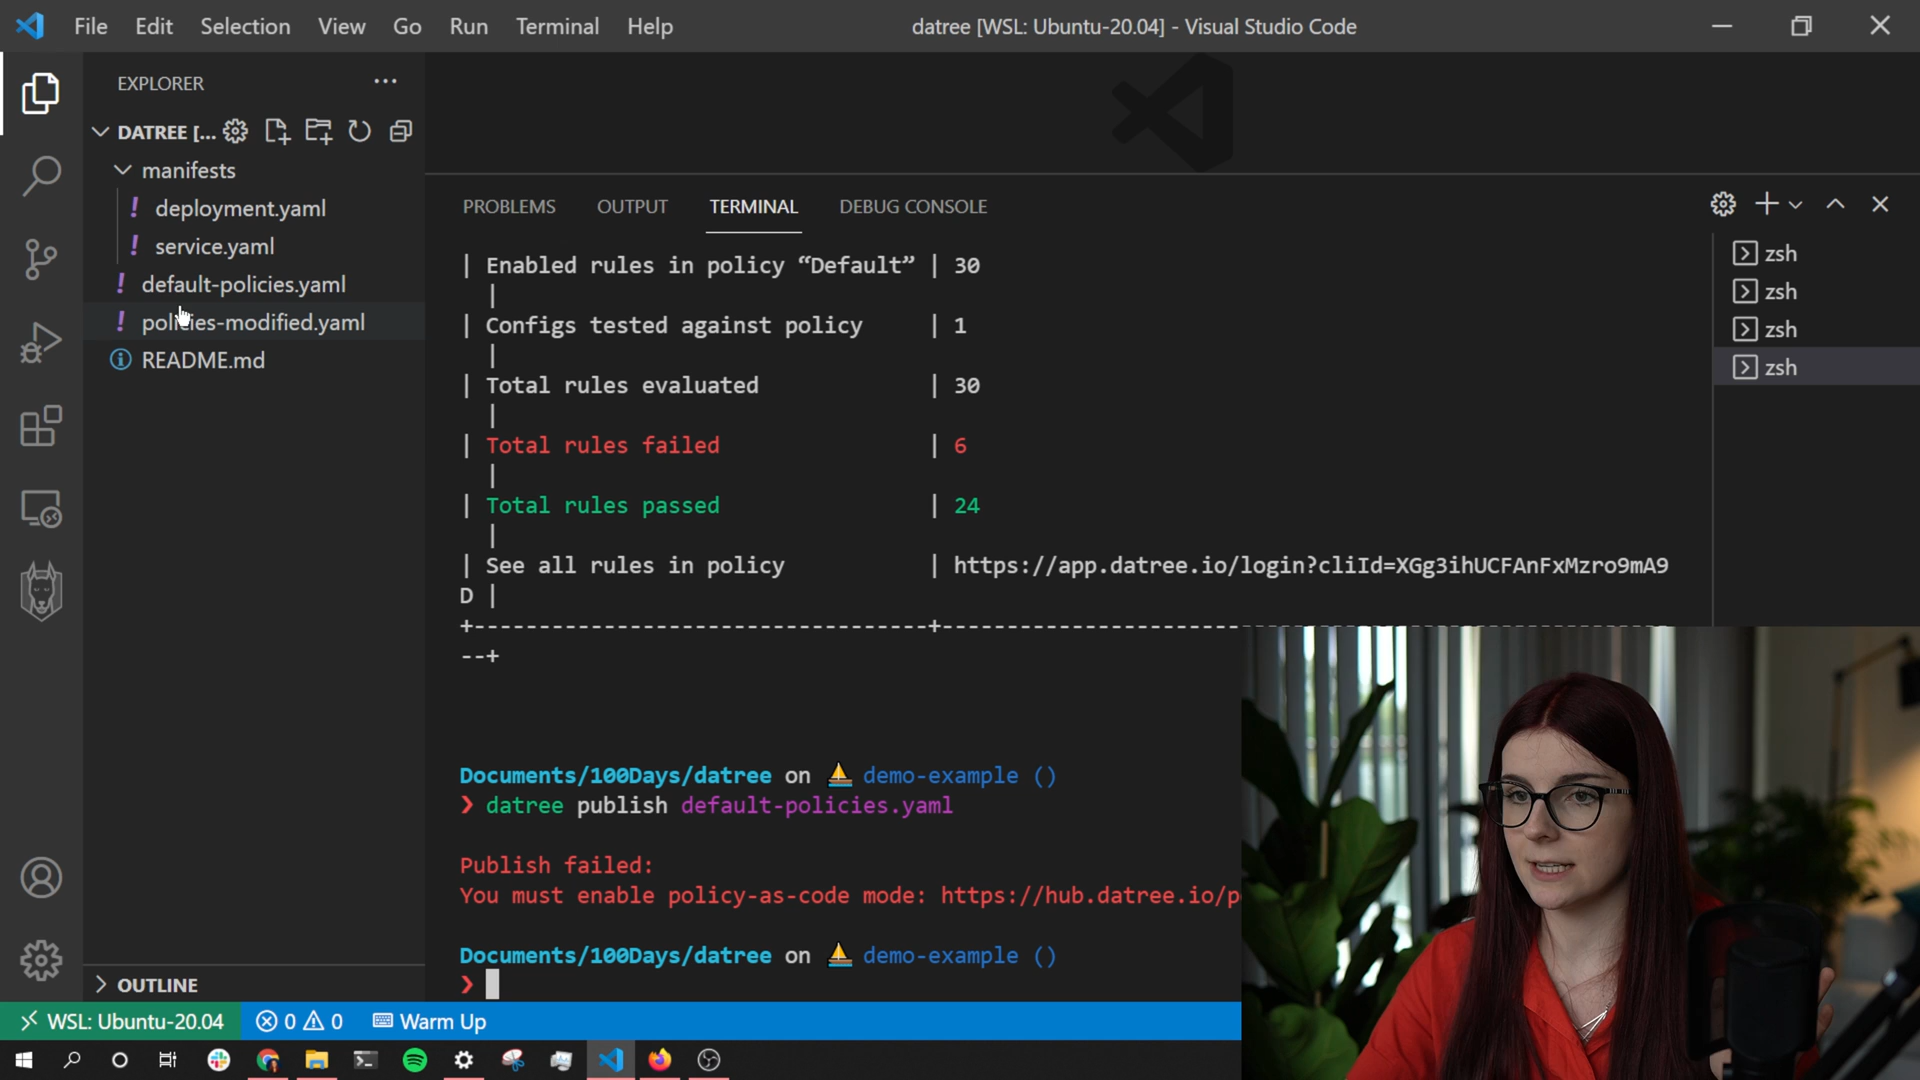 File Edit Selection View Go Run Terminal Help
datree [WSL: Ubuntu-20.04] - Visual Studio Code
EXPLORER
DATREE [...
manifests
! deployment.yaml
! service.yaml
! default-policies.yaml
! policies-modified.yaml
README.md
OUTLINE
PROBLEMS OUTPUT TERMINAL DEBUG CONSOLE
| Enabled rules in policy “Default” | 30
|
| Configs tested against policy | 1
|
| Total rules evaluated | 30
|
| Total rules failed | 6
|
| Total rules passed | 24
|
| See all rules in policy | https://app.datree.io/login?cliId=XGg3ihUCFAnFxMzro9mA9
D |
+-----------------------------------+---------------------------------------------------------
--+
Documents/100Days/datree on demo-example ()
❯ datree publish default-policies.yaml
Publish failed:
You must enable policy-as-code mode: https://hub.datree.io/p
Documents/100Days/datree on demo-example ()
❯
zsh
zsh
zsh
zsh
WSL: Ubuntu-20.04 0 0 Warm Up